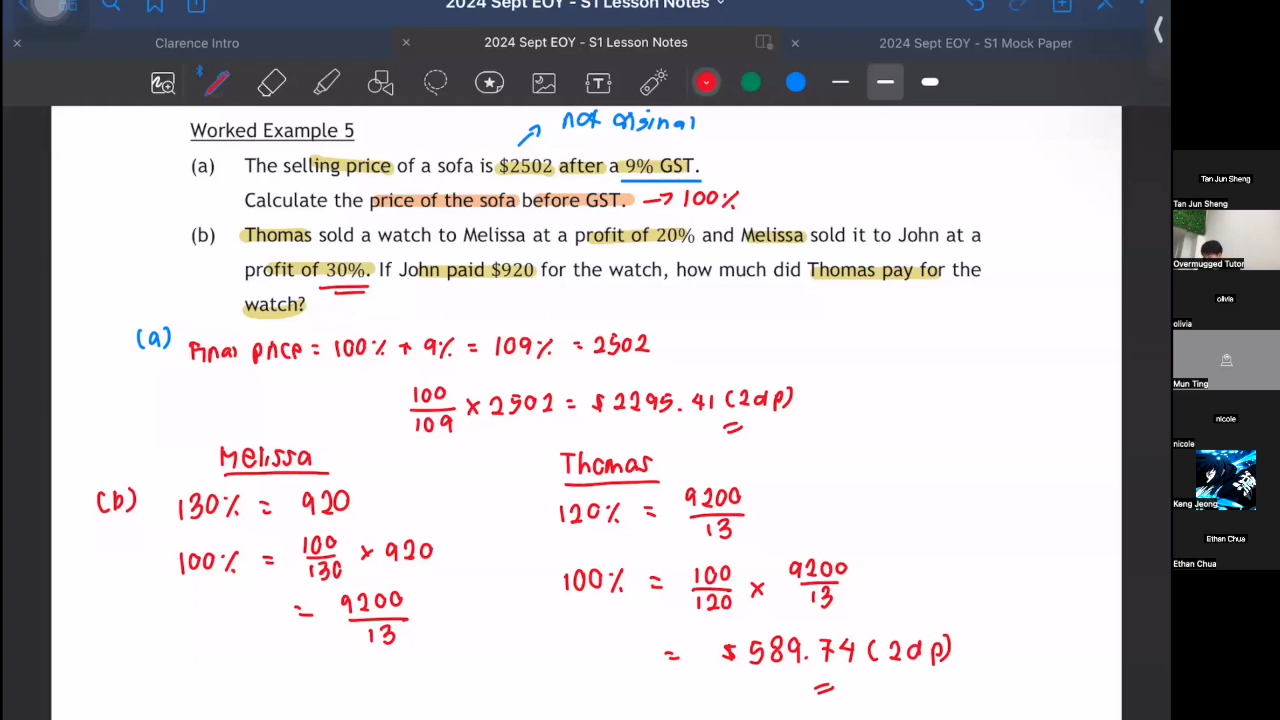 2024 Sept EOY - S1 Lesson Notes
Clarence Intro
2024 Sept EOY - S1 Lesson Notes
2024 Sept EOY - S1 Mock Paper
not original
Worked Example 5
(a) The selling price of a sofa is $2502 after a 9% GST.
Calculate the price of the sofa before GST. → 100%
(b) Thomas sold a watch to Melissa at a profit of 20% and Melissa sold it to John at a
profit of 30%. If John paid $920 for the watch, how much did Thomas pay for the
watch?
(a) Final price = 100% + 9% = 109% = 2502
100/109 × 2502 = $2295.41 (2dp)
Melissa
(b) 130% = 920
100% = 100/130 × 920
= 9200/13
Thomas
120% = 9200/13
100% = 100/120 × 9200/13
= $589.74 (2dp)
Tan Jun Sheng
Tan Jun Sheng
Overmugged Tutor
olivia
olivia
Mun Ting
nicole
nicole
Keng Jeong
Ethan Chua
Ethan Chua